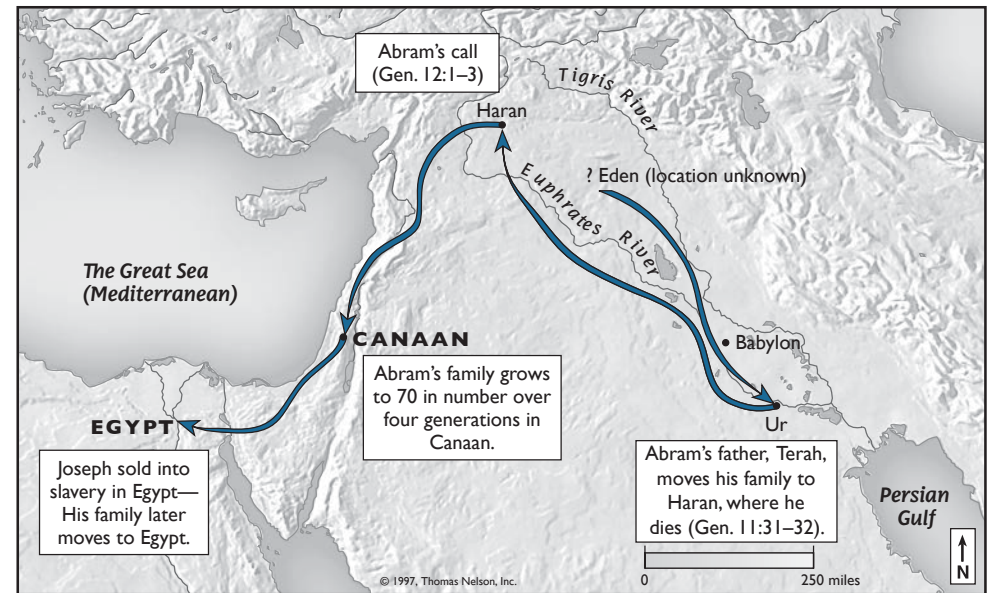 Abram’s call
(Gen. 12:1–3)
Tigris River
Haran
? Eden (location unknown)
Euphrates River
The Great Sea
(Mediterranean)
CANAAN
Babylon
Abram’s family grows
to 70 in number over
four generations in
Canaan.
EGYPT
Ur
Joseph sold into
slavery in Egypt—
His family later
moves to Egypt.
Abram’s father, Terah,
moves his family to
Haran, where he
dies (Gen. 11:31–32).
Persian
Gulf
© 1997, Thomas Nelson, Inc.
0 250 miles
N